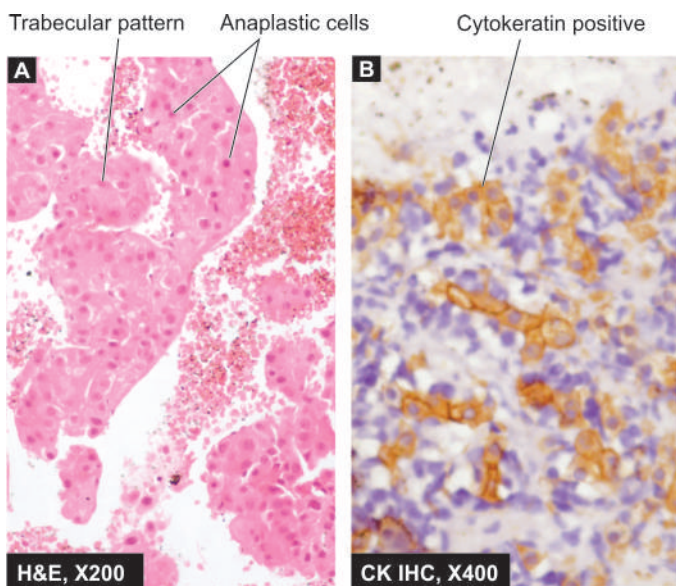 Trabecular pattern
Anaplastic cells
Cytokeratin positive
A
B
H&E, X200
CK IHC, X400